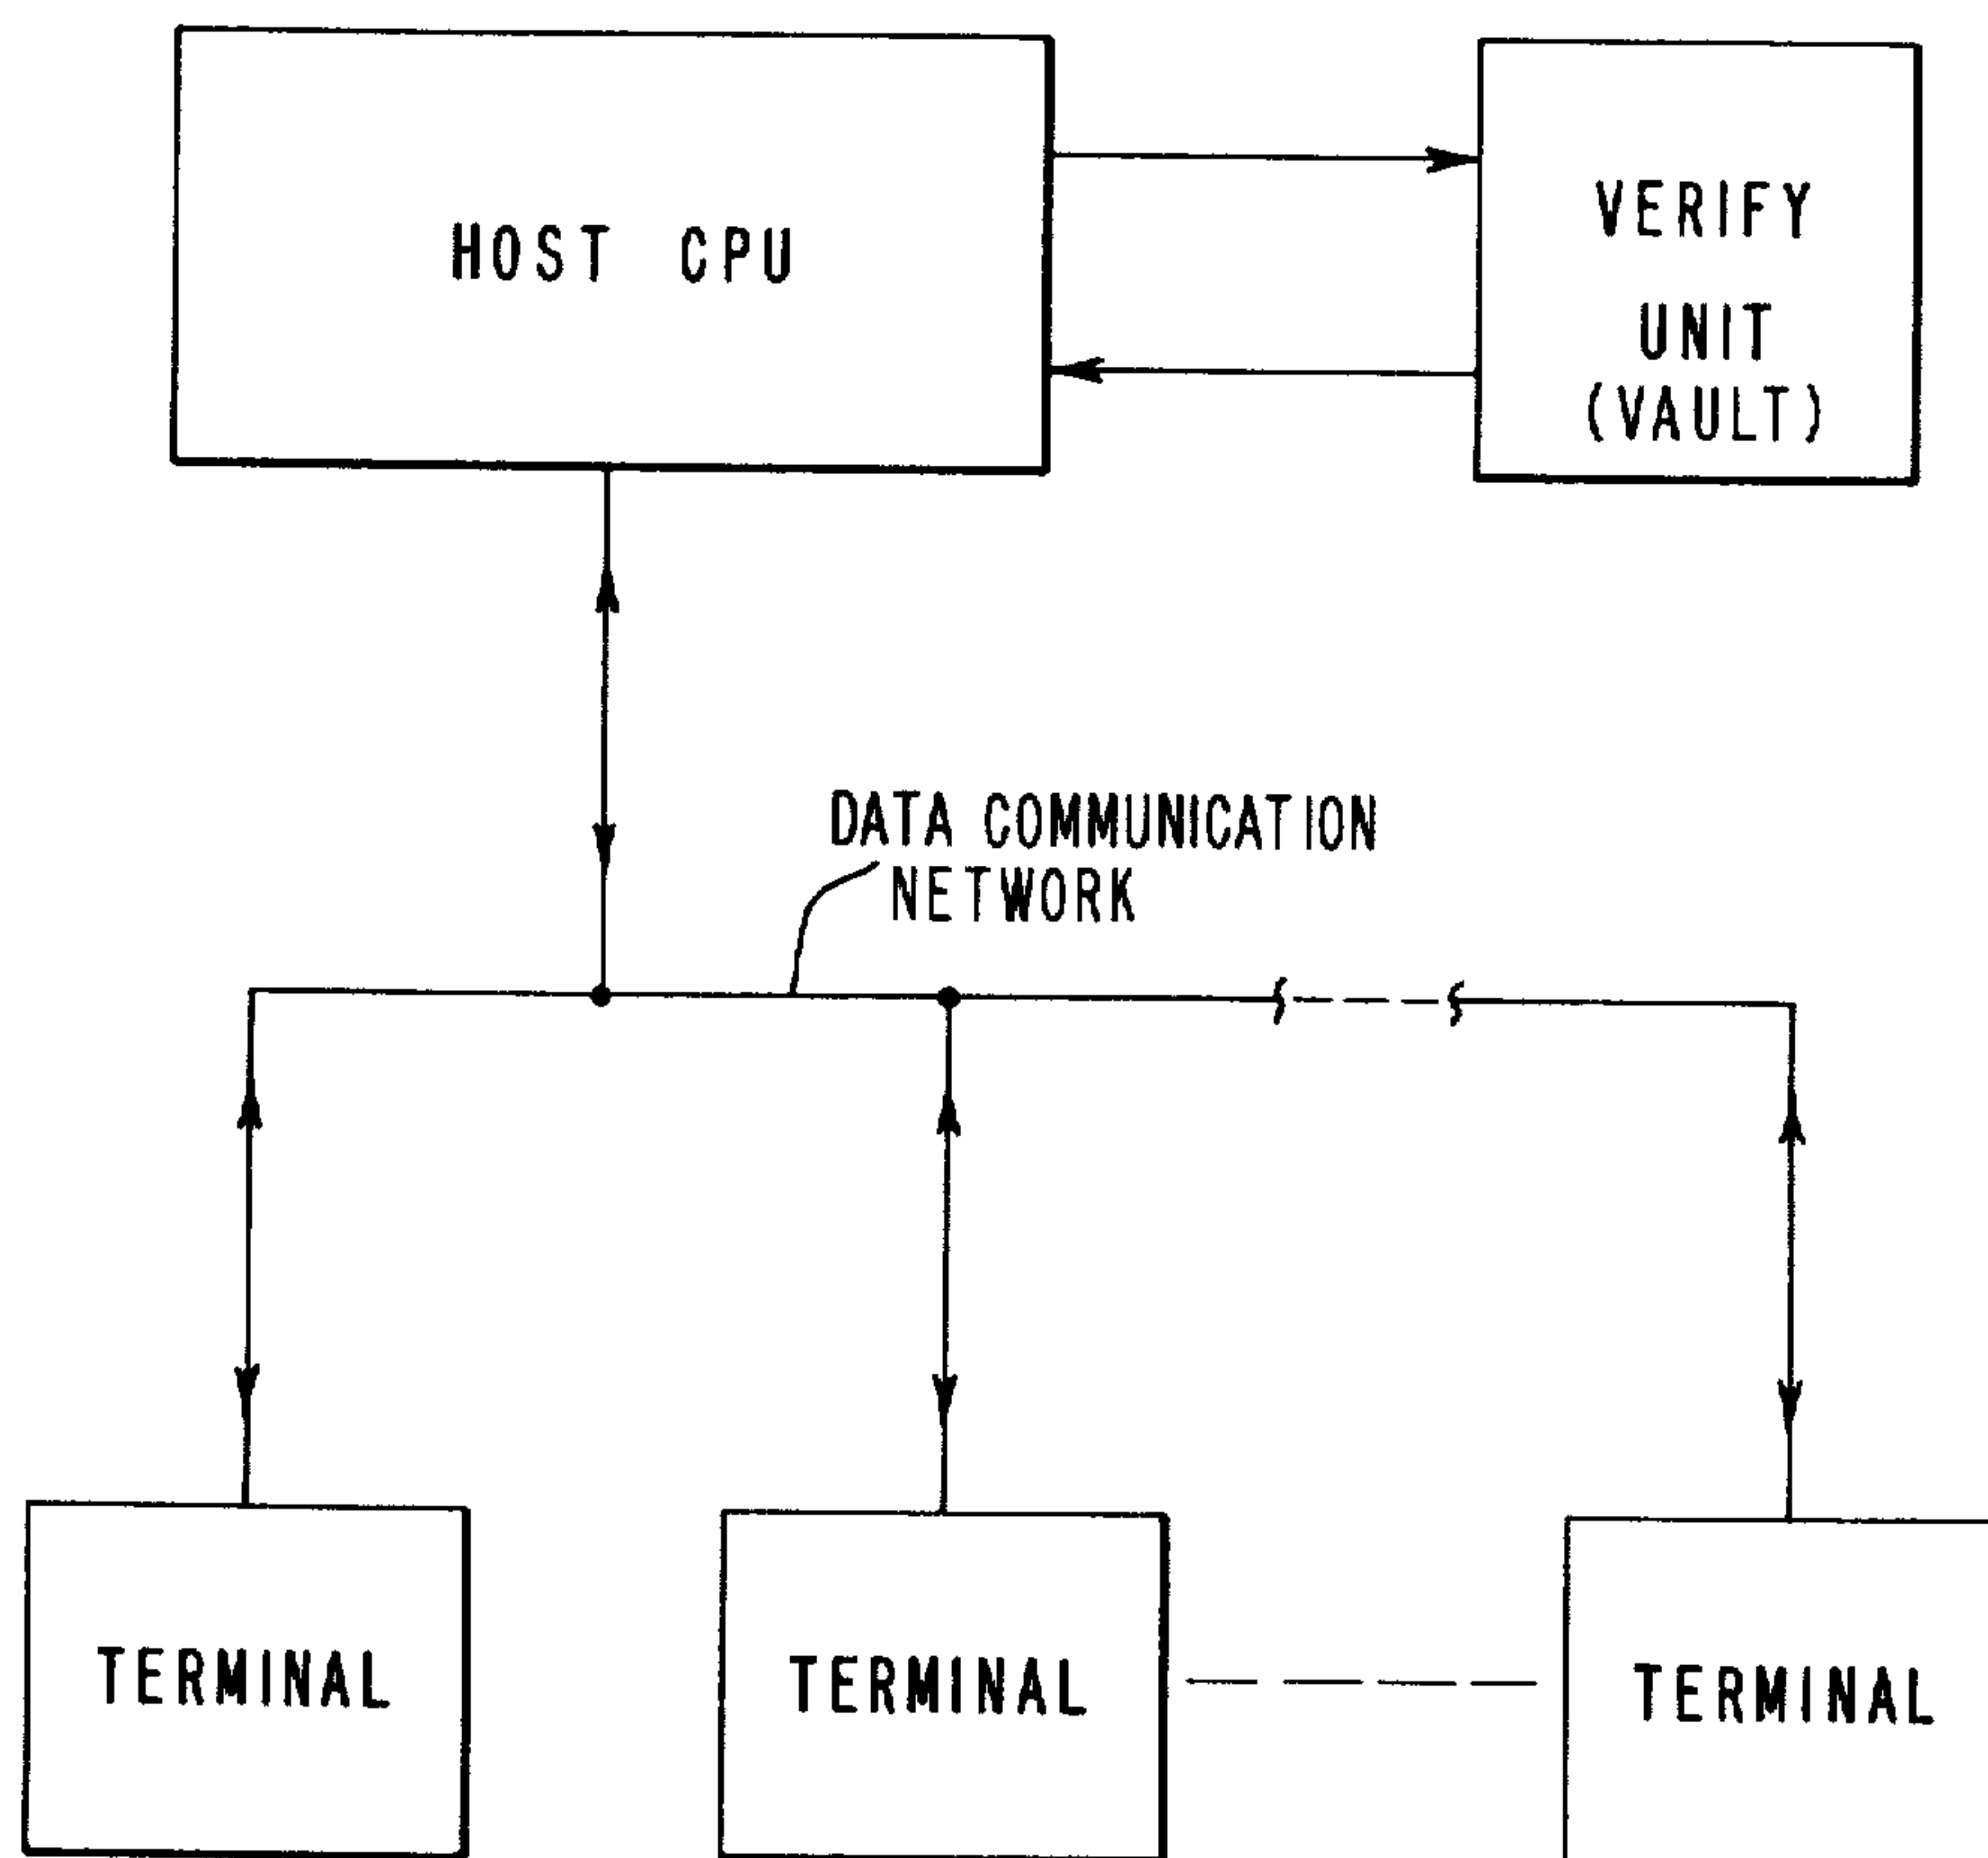 HOST CPU
VERIFY
UNIT
(VAULT)
DATA COMMUNICATION
NETWORK
TERMINAL
TERMINAL
TERMINAL